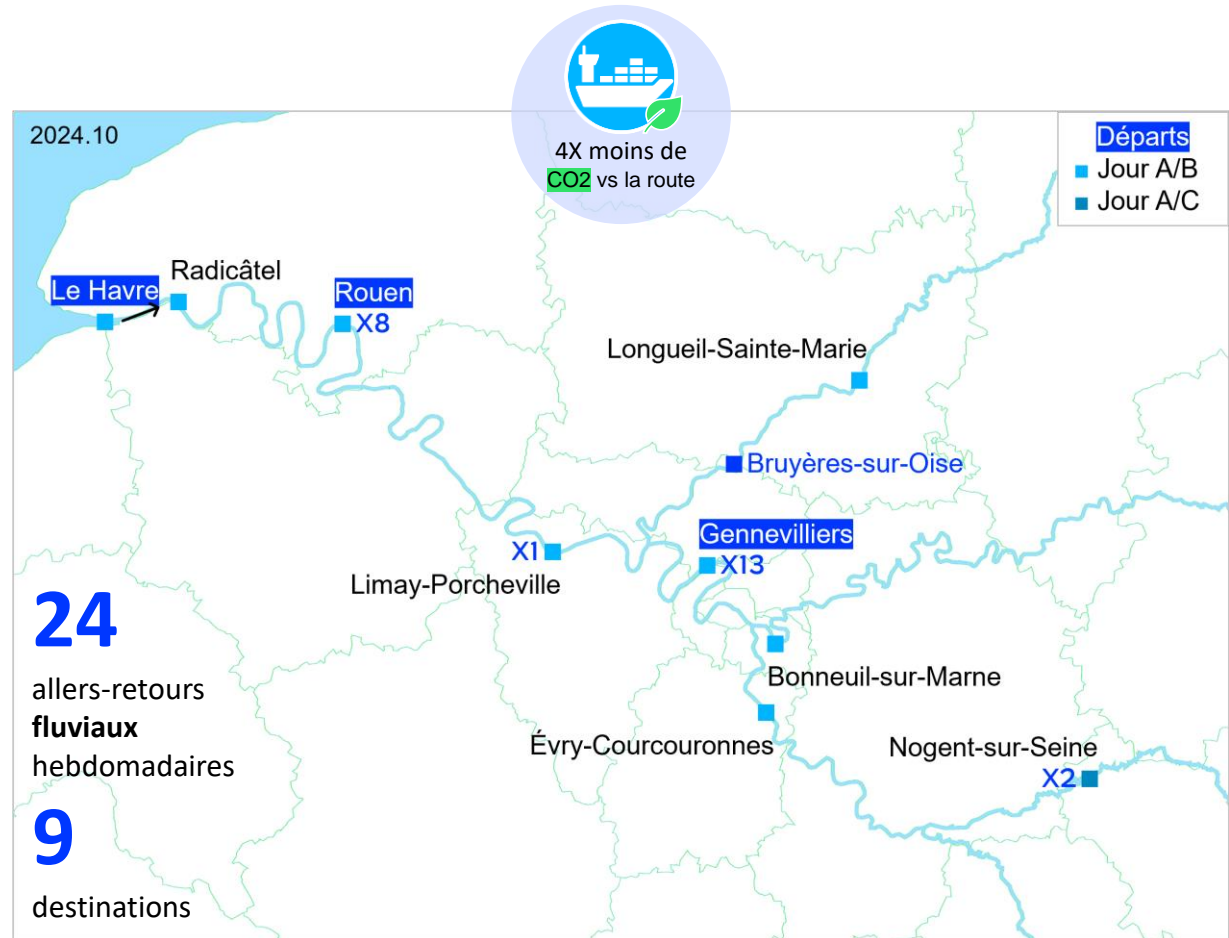 4X moins de
CO2 vs la route
2024.10
Départs
Jour A/B
Jour A/C
Le Havre
Radicâtel
Rouen
X8
Longueil-Sainte-Marie
Bruyères-sur-Oise
Gennevilliers
X13
X1
Limay-Porcheville
Bonneuil-sur-Marne
Évry-Courcouronnes
Nogent-sur-Seine
X2
24
allers-retours
fluviaux
hebdomadaires
9
destinations